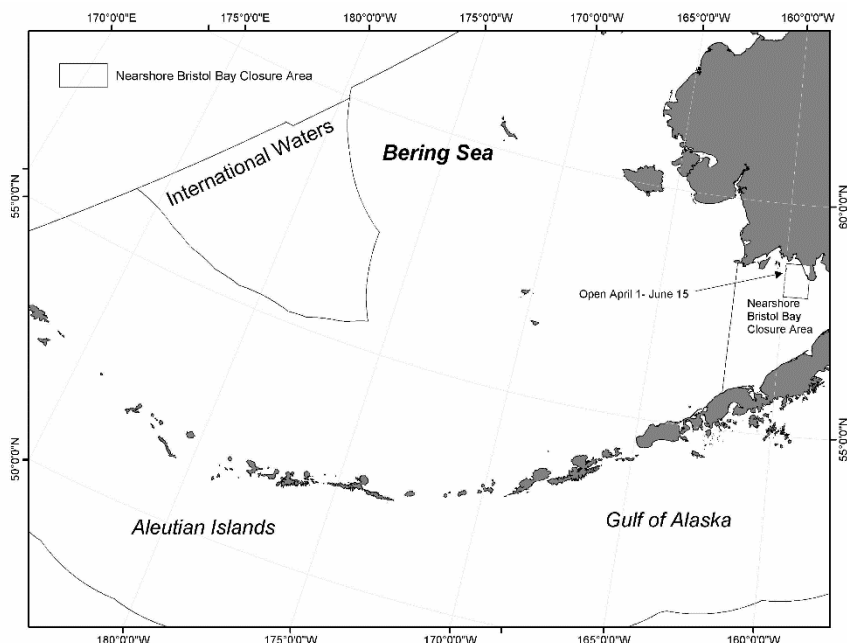 170°0'0"E
175°0'0"E
180°0'0"
175°0'0"W
170°0'0"W
165°0'0"W
160°0'0"W
Nearshore Bristol Bay Closure Area
International Waters
Bering Sea
55°0'0"N
60°0'0"N
Open April 1- June 15
Nearshore
Bristol Bay
Closure Area
50°0'0"N
55°0'0"N
Aleutian Islands
Gulf of Alaska
180°0'0"
175°0'0"W
170°0'0"W
165°0'0"W
160°0'0"W